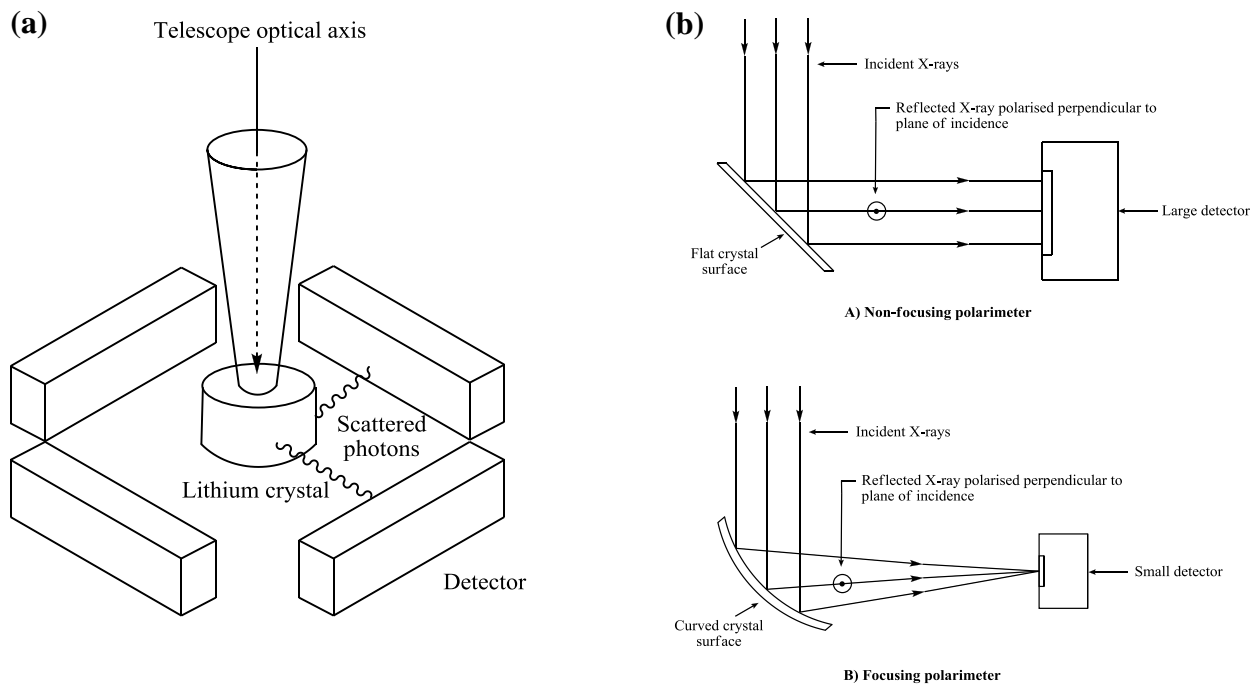 (a)
Telescope optical axis
Scattered
photons
Lithium crystal
Detector
(b)
Incident X-rays
Reflected X-ray polarised perpendicular to
plane of incidence
Large detector
Flat crystal
surface
A) Non-focusing polarimeter
Incident X-rays
Reflected X-ray polarised perpendicular to
plane of incidence
Small detector
Curved crystal
surface
B) Focusing polarimeter